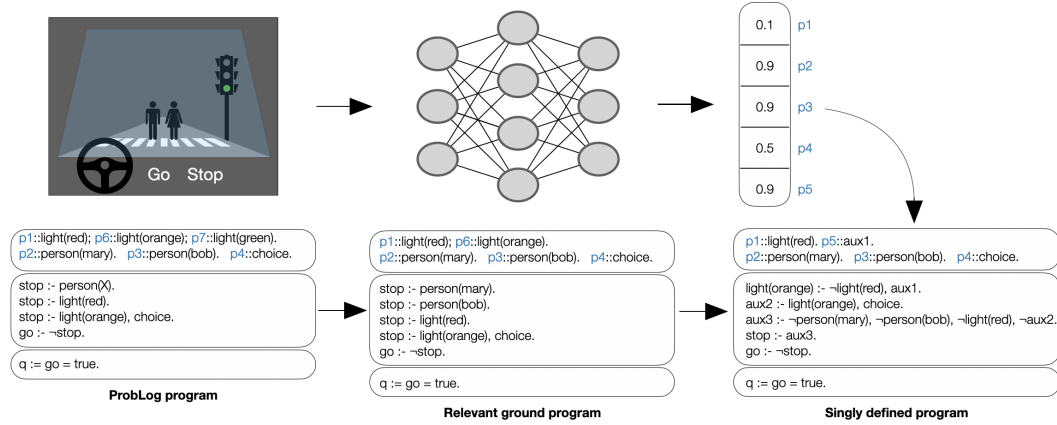 Go Stop
0.1 p1
0.9 p2
0.9 p3
0.5 p4
0.9 p5
p1::light(red); p6::light(orange); p7::light(green).
p2::person(mary). p3::person(bob). p4::choice.
stop :- person(X).
stop :- light(red).
stop :- light(orange), choice.
go :- ¬stop.
q := go = true.
ProbLog program
p1::light(red); p6::light(orange).
p2::person(mary). p3::person(bob). p4::choice.
stop :- person(mary).
stop :- person(bob).
stop :- light(red).
stop :- light(orange), choice.
go :- ¬stop.
q := go = true.
Relevant ground program
p1::light(red). p5::aux1.
p2::person(mary). p3::person(bob). p4::choice.
light(orange) :- ¬light(red), aux1.
aux2 :- light(orange), choice.
aux3 :- ¬person(mary), ¬person(bob), ¬light(red), ¬aux2.
stop :- aux3.
go :- ¬stop.
q := go = true.
Singly defined program